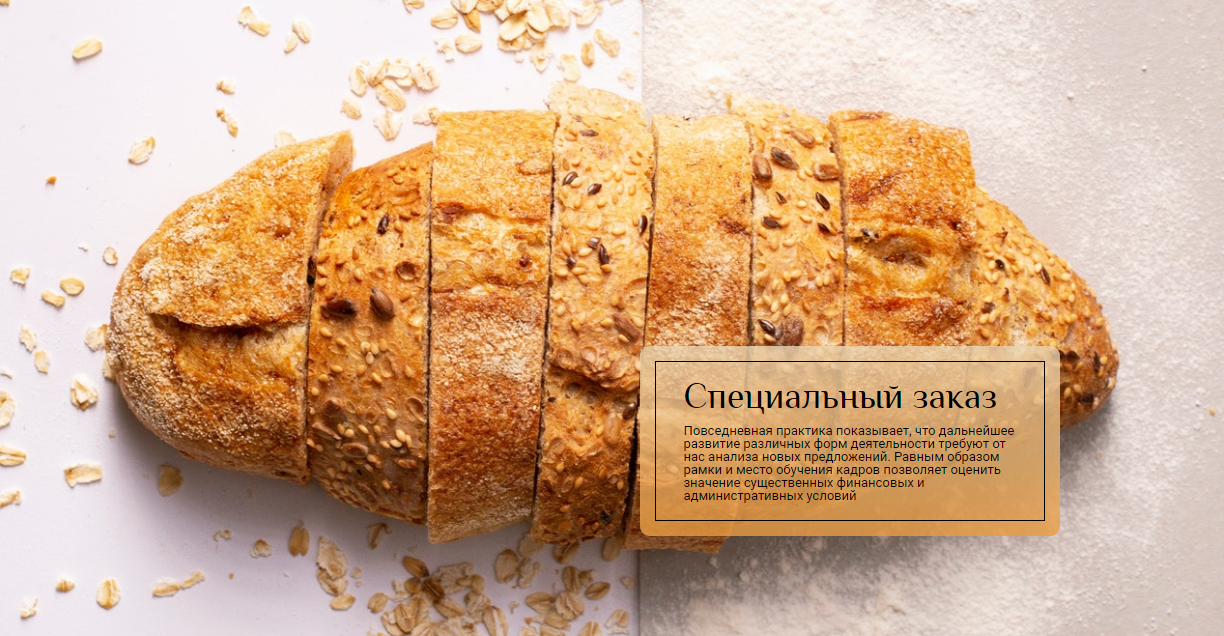 Специальный заказ
Повседневная практика показывает, что дальнейшее
развитие различных форм деятельности требуют от
нас анализа новых предложений. Равным образом
рамки и место обучения кадров позволяет оценить
значение существенных финансовых и
административных условий